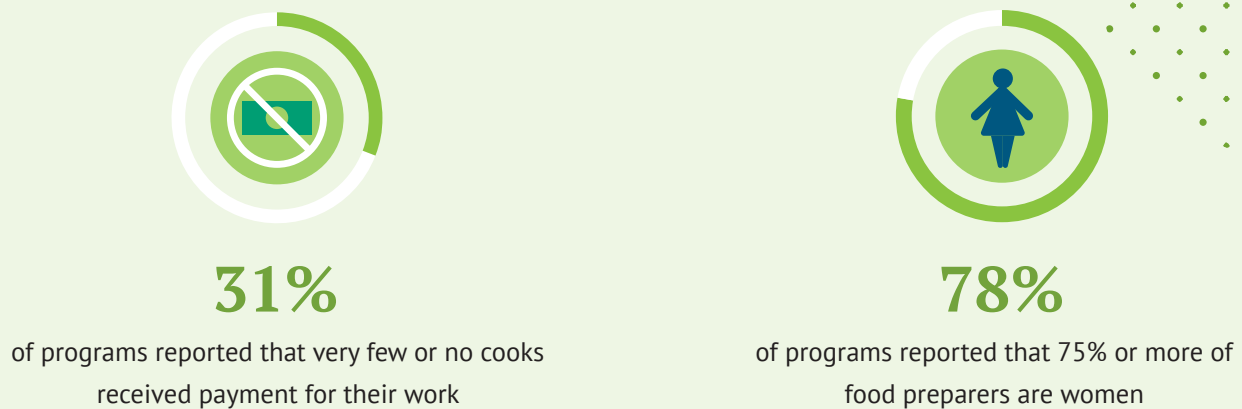 31%
of programs reported that very few or no cooks
received payment for their work
78%
of programs reported that 75% or more of
food preparers are women